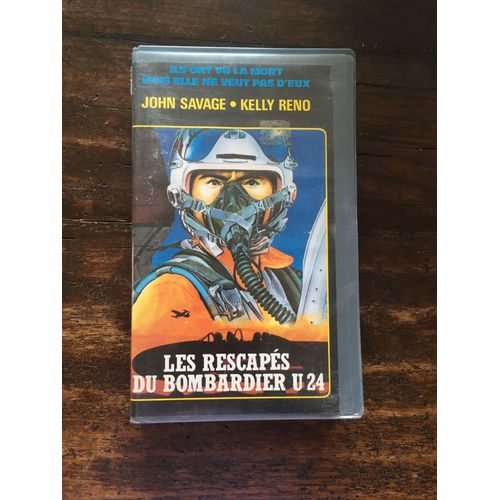 ILS ONT VU LA MORT
MAIS ELLE NE VEUT PAS D'EUX
JOHN SAVAGE • KELLY RENO
LES RESCAPÉS
DU BOMBARDIER U 24